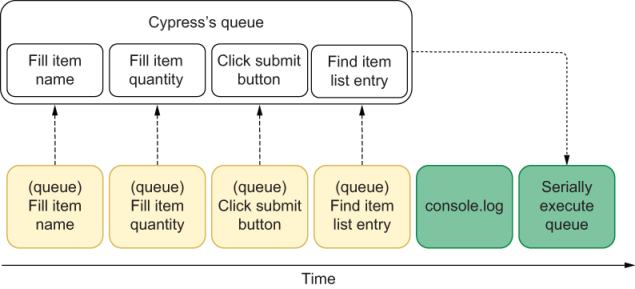 Cypress's queue
Fill item
name
Fill item
quantity
Click submit
button
Find item
list entry
(queue)
Fill item
name
(queue)
Fill item
quantity
(queue)
Click submit
button
(queue)
Find item
list entry
console.log
Serially
execute
queue
Time